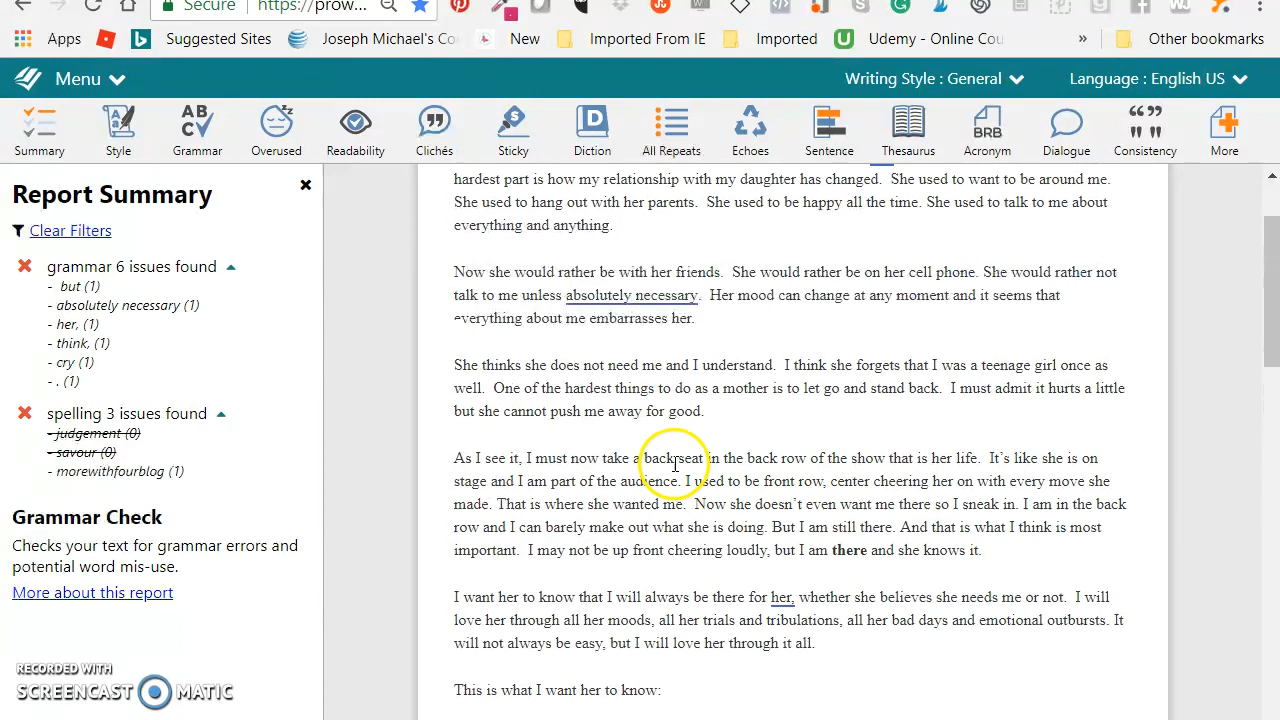 Secure
https://prow...
Apps
Suggested Sites
Joseph Michael's Co
New
Imported From IE
Imported
Udemy - Online Cou
»
Other bookmarks
Menu
Writing Style : General
Language : English US
Summary
Style
Grammar
Overused
Readability
Clichés
Sticky
Diction
All Repeats
Echoes
Sentence
Thesaurus
BRB
Acronym
Dialogue
Consistency
More
Report Summary
Clear Filters
grammar 6 issues found
- but (1)
- absolutely necessary (1)
- her, (1)
- think, (1)
- cry (1)
- . (1)
spelling 3 issues found
- judgement (0)
- savour (0)
- morewithfourblog (1)
Grammar Check
Checks your text for grammar errors and
potential word mis-use.
More about this report
RECORDED WITH
SCREENCAST MATIC
hardest part is how my relationship with my daughter has changed.  She used to want to be around me.
She used to hang out with her parents.  She used to be happy all the time. She used to talk to me about
everything and anything.
Now she would rather be with her friends.  She would rather be on her cell phone. She would rather not
talk to me unless absolutely necessary.  Her mood can change at any moment and it seems that
everything about me embarrasses her.
She thinks she does not need me and I understand.  I think she forgets that I was a teenage girl once as
well.  One of the hardest things to do as a mother is to let go and stand back.  I must admit it hurts a little
but she cannot push me away for good.
As I see it, I must now take a backseat in the back row of the show that is her life.  It's like she is on
stage and I am part of the audience. I used to be front row, center cheering her on with every move she
made. That is where she wanted me.  Now she doesn't even want me there so I sneak in. I am in the back
row and I can barely make out what she is doing. But I am still there. And that is what I think is most
important.  I may not be up front cheering loudly, but I am there and she knows it.
I want her to know that I will always be there for her, whether she believes she needs me or not.  I will
love her through all her moods, all her trials and tribulations, all her bad days and emotional outbursts. It
will not always be easy, but I will love her through it all.
This is what I want her to know: